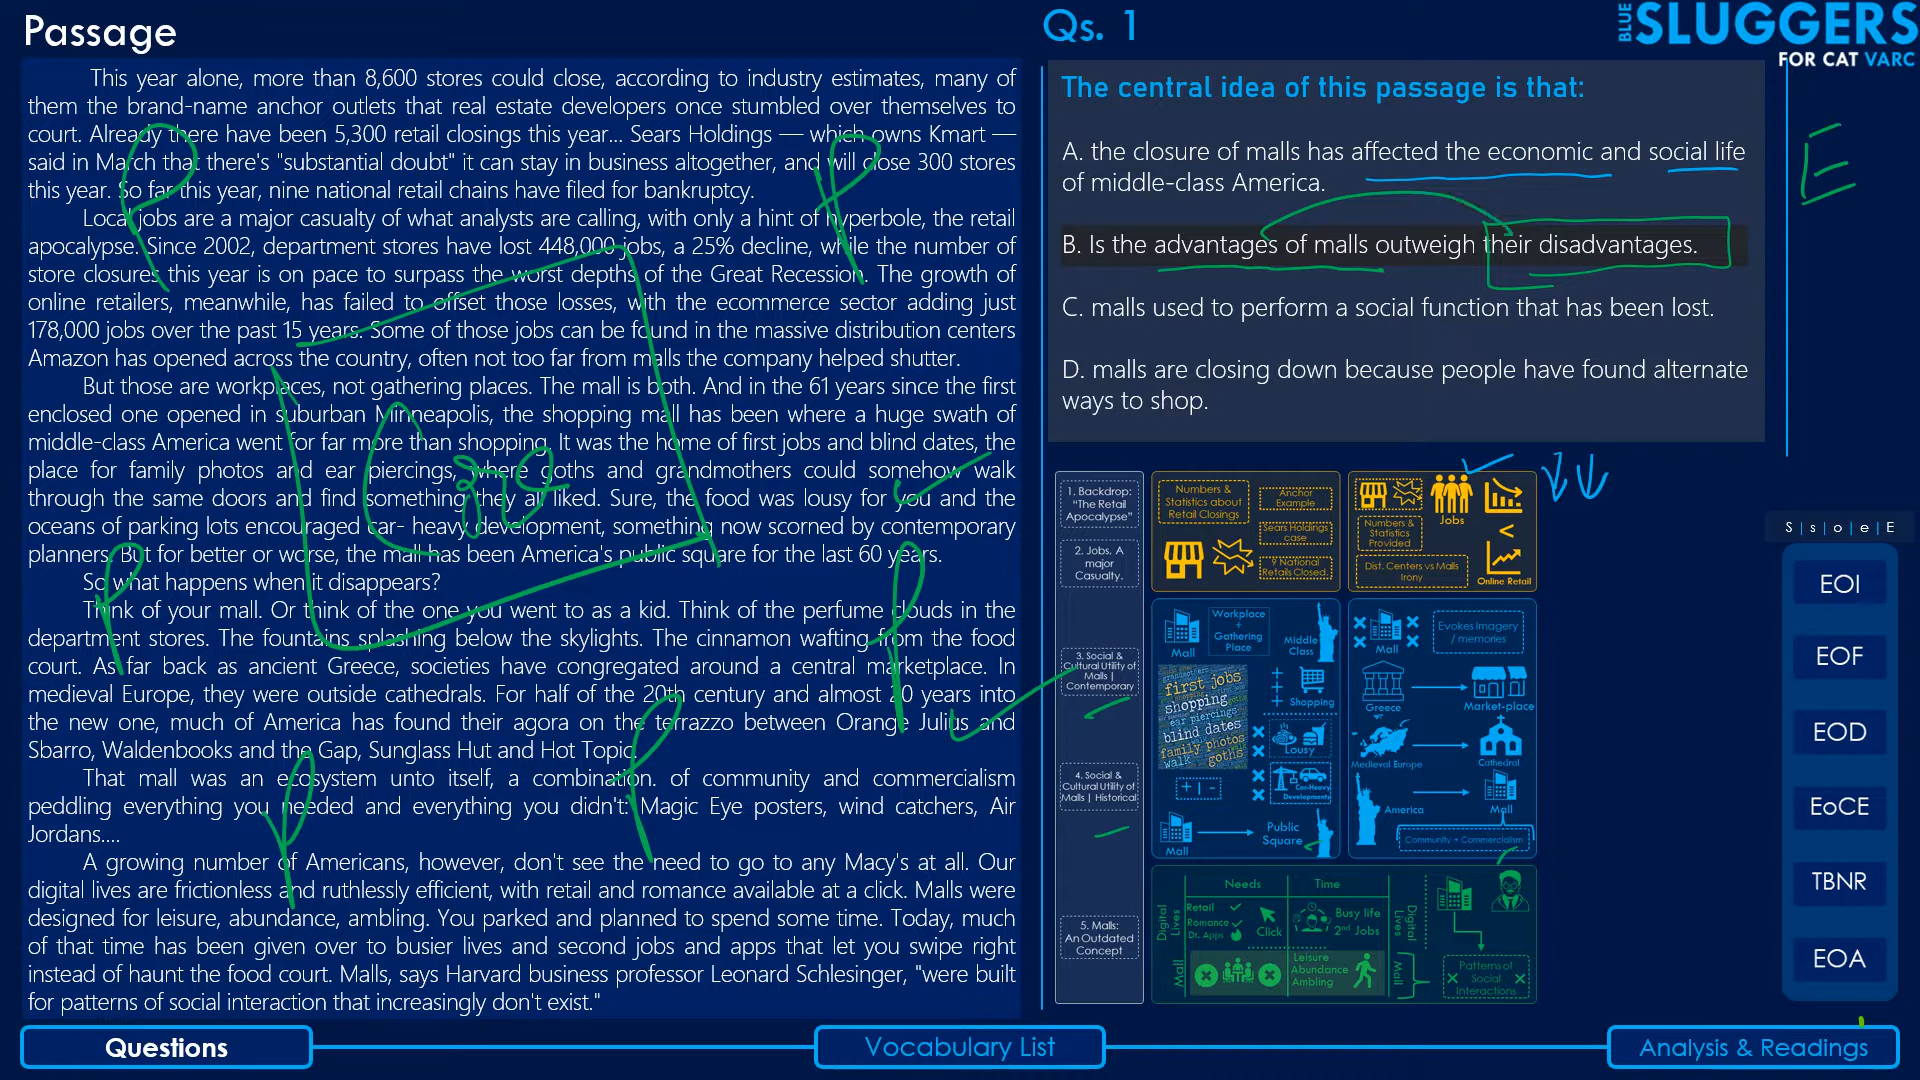 Passage
This year alone, more than 8,600 stores could close, according to industry estimates, many of
them the brand-name anchor outlets that real estate developers once stumbled over themselves to
court. Already there have been 5,300 retail closings this year... Sears Holdings — which owns Kmart —
said in March that there's "substantial doubt" it can stay in business altogether, and will close 300 stores
this year. So far this year, nine national retail chains have filed for bankruptcy.
Local jobs are a major casualty of what analysts are calling, with only a hint of hyperbole, the retail
apocalypse. Since 2002, department stores have lost 448,000 jobs, a 25% decline, while the number of
store closures this year is on pace to surpass the worst depths of the Great Recession. The growth of
online retailers, meanwhile, has failed to offset those losses, with the ecommerce sector adding just
178,000 jobs over the past 15 years. Some of those jobs can be found in the massive distribution centers
Amazon has opened across the country, often not too far from malls the company helped shutter.
But those are workplaces, not gathering places. The mall is both. And in the 61 years since the first
enclosed one opened in suburban Minneapolis, the shopping mall has been where a huge swath of
middle-class America went for far more than shopping. It was the home of first jobs and blind dates, the
place for family photos and ear piercings, where goths and grandmothers could somehow walk
through the same doors and find something they all liked. Sure, the food was lousy for you and the
oceans of parking lots encouraged car- heavy development, something now scorned by contemporary
planners. But for better or worse, the mall has been America's public square for the last 60 years.
So what happens when it disappears?
Think of your mall. Or think of the one you went to as a kid. Think of the perfume clouds in the
department stores. The fountains splashing below the skylights. The cinnamon wafting from the food
court. As far back as ancient Greece, societies have congregated around a central marketplace. In
medieval Europe, they were outside cathedrals. For half of the 20th century and almost 20 years into
the new one, much of America has found their agora on the terrazzo between Orange Julius and
Sbarro, Waldenbooks and the Gap, Sunglass Hut and Hot Topic.
That mall was an ecosystem unto itself, a combination. of community and commercialism
peddling everything you needed and everything you didn't: Magic Eye posters, wind catchers, Air
Jordans....
A growing number of Americans, however, don't see the need to go to any Macy's at all. Our
digital lives are frictionless and ruthlessly efficient, with retail and romance available at a click. Malls were
designed for leisure, abundance, ambling. You parked and planned to spend some time. Today, much
of that time has been given over to busier lives and second jobs and apps that let you swipe right
instead of haunt the food court. Malls, says Harvard business professor Leonard Schlesinger, "were built
for patterns of social interaction that increasingly don't exist."
Qs. 1
BLUE SLUGGERS
FOR CAT VARC
The central idea of this passage is that:
A. the closure of malls has affected the economic and social life
of middle-class America.
B. Is the advantages of malls outweigh their disadvantages.
C. malls used to perform a social function that has been lost.
D. malls are closing down because people have found alternate
ways to shop.
E
1. Backdrop:
"The Retail
Apocalypse"
2. Jobs, A
major
Casualty.
3. Social &
Cultural Utility of
Malls |
Contemporary
4. Social &
Cultural Utility of
Malls | Historical
5. Malls:
An Outdated
Concept
Numbers &
Statistics about
Retail Closings
Anchor
Example
Sears Holdings
case
9 National
Retails Closed.
Jobs
Numbers &
Statistics
Provided
<
Dist. Centers vs Malls
Irony
Online Retail
Workplace
+
Gathering
Place
Mall
Middle
Class
grandmothers
first jobs
shopping
ear piercings
blind dates
family photos
walk goths
Shopping
Lousy
+ | -
Car-Heavy
Developments
Mall
Public
Square
Mall
Evokes Imagery
/ memories
Greece
Market-place
Medieval Europe
Cathedral
America
Mall
Community + Commercialism
Needs
Time
Digital
Lives
Retail
Romance
Dt. Apps
Click
Busy life
2nd Jobs
Digital
Lives
Mall
Leisure
Abundance
Ambling
Mall
Patterns of
Social
Interactions
S | s | o | e | E
EOI
EOF
EOD
EoCE
TBNR
EOA
Questions
Vocabulary List
Analysis & Readings